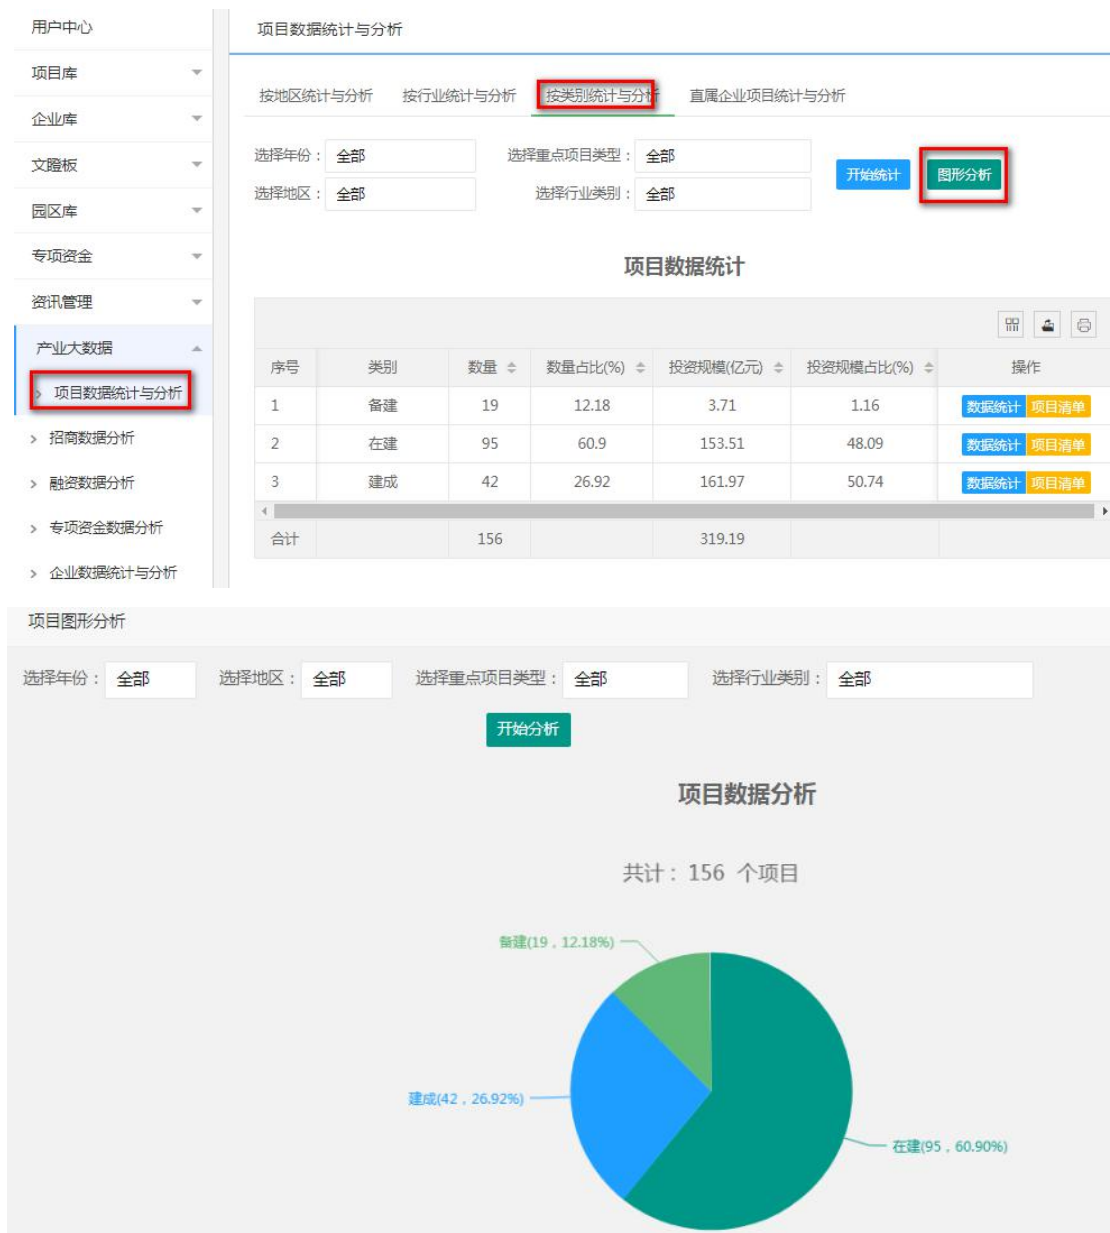 用户中心
项目库
企业库
文瞪板
园区库
专项资金
资讯管理
产业大数据
项目数据统计与分析
招商数据分析
融资数据分析
专项资金数据分析
企业数据统计与分析
项目数据统计与分析
按地区统计与分析 按行业统计与分析 按类别统计与分析 直属企业项目统计与分析
选择年份： 全部 选择重点项目类型： 全部
选择地区： 全部 选择行业类别： 全部
开始统计 图形分析
项目数据统计
序号 类别 数量 数量占比(%) 投资规模(亿元) 投资规模占比(%) 操作
1 备建 19 12.18 3.71 1.16 数据统计 项目清单
2 在建 95 60.9 153.51 48.09 数据统计 项目清单
3 建成 42 26.92 161.97 50.74 数据统计 项目清单
合计 156 319.19
项目图形分析
选择年份： 全部 选择地区： 全部 选择重点项目类型： 全部 选择行业类别： 全部
开始分析
项目数据分析
共计： 156 个项目
备建(19，12.18%)
建成(42，26.92%)
在建(95，60.90%)